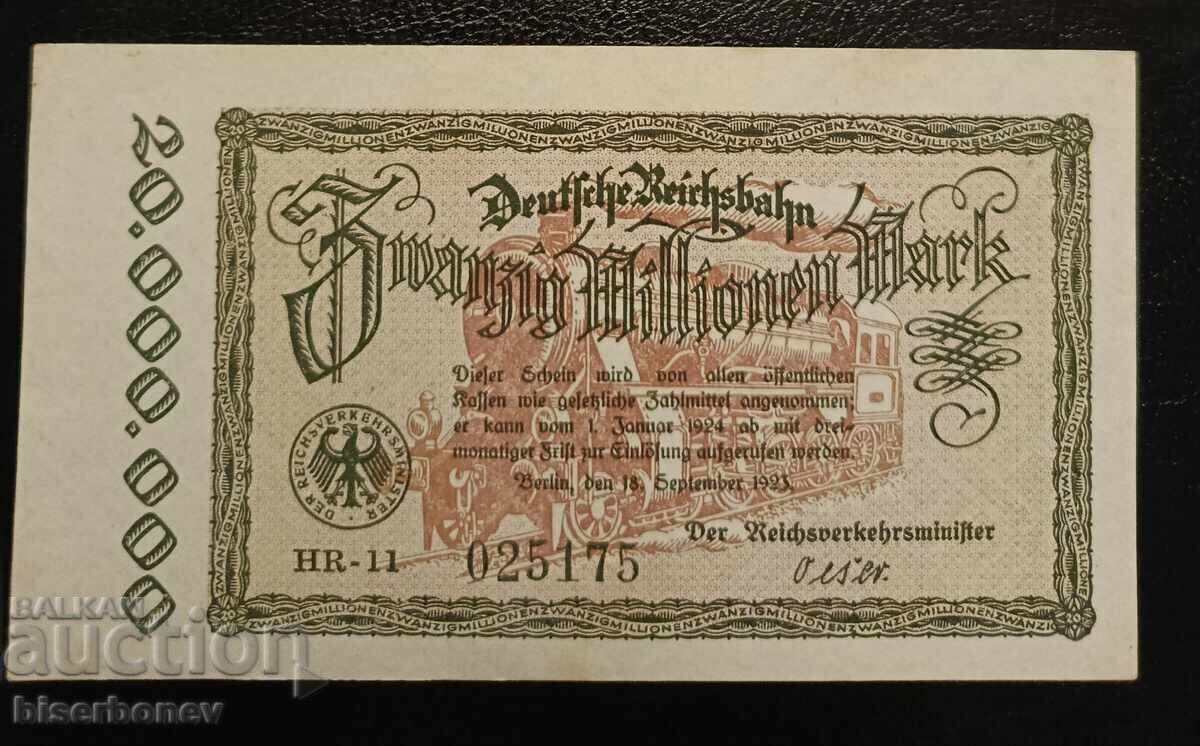 20.000.000
ZWANZIGMILLIONENZWANZIGMILLIONENZWANZIGMILLIONEN
Deutsche Reichsbahn
Zwanzig Millionen Mark
Dieser Schein wird von allen öffentlichen
Kassen wie gesetzliche Zahlmittel angenommen;
er kann vom 1. Januar 1924 ab mit drei-
monatiger Frist zur Einlösung aufgerufen werden.
Berlin, den 18. September 1923.
DER REICHSVERKEHRSMINISTER
Der Reichsverkehrsminister
HR-11 025175
Oeser.
BALKAN
auction
biserbonev